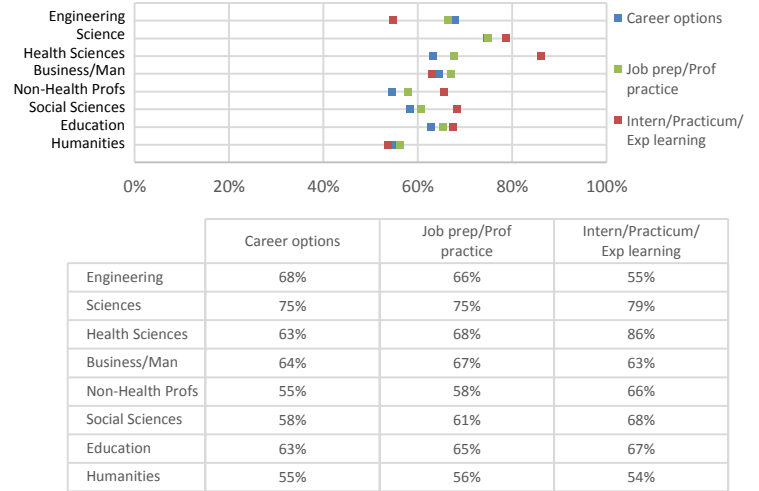 Engineering
Science
Health Sciences
Business/Man
Non-Health Profs
Social Sciences
Education
Humanities
0% 20% 40% 60% 80% 100%
Career options
Job prep/Prof
practice
Intern/Practicum/
Exp learning
Career options Job prep/Prof practice Intern/Practicum/ Exp learning
Engineering 68% 66% 55%
Sciences 75% 75% 79%
Health Sciences 63% 68% 86%
Business/Man 64% 67% 63%
Non-Health Profs 55% 58% 66%
Social Sciences 58% 61% 68%
Education 63% 65% 67%
Humanities 55% 56% 54%